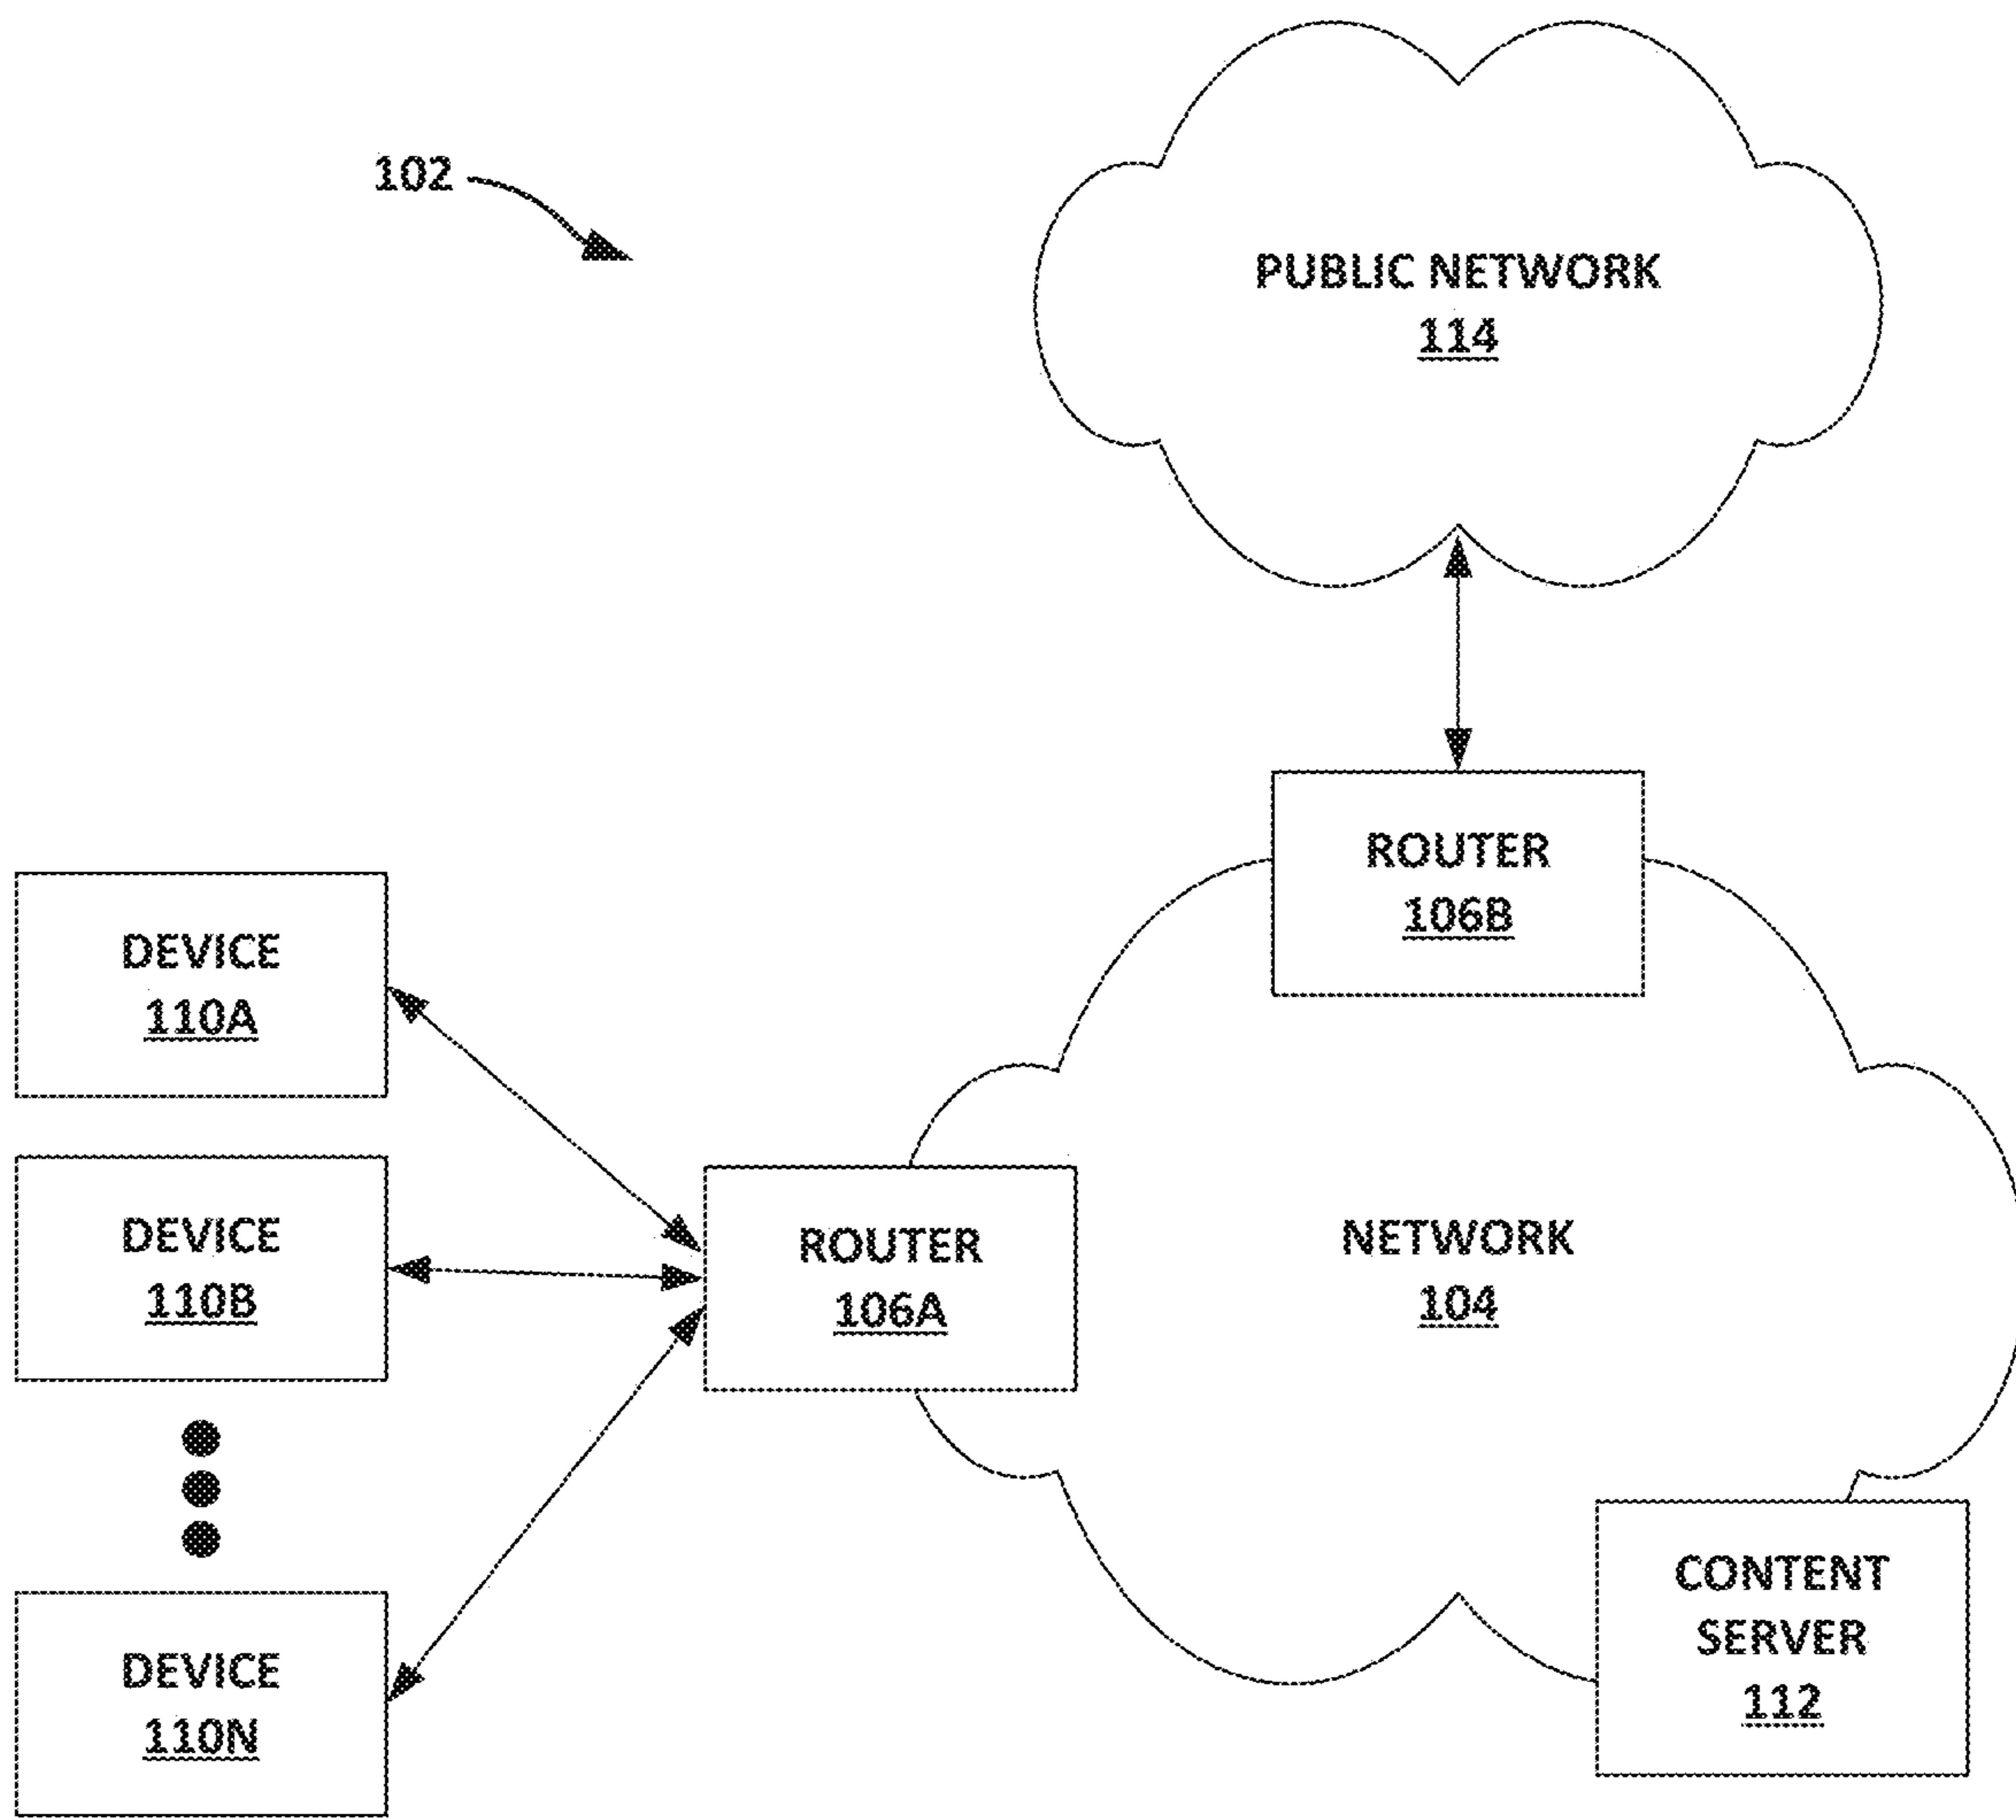 102
PUBLIC NETWORK
114
ROUTER
106B
DEVICE
110A
DEVICE
110B
ROUTER
106A
NETWORK
104
CONTENT
SERVER
112
DEVICE
110N